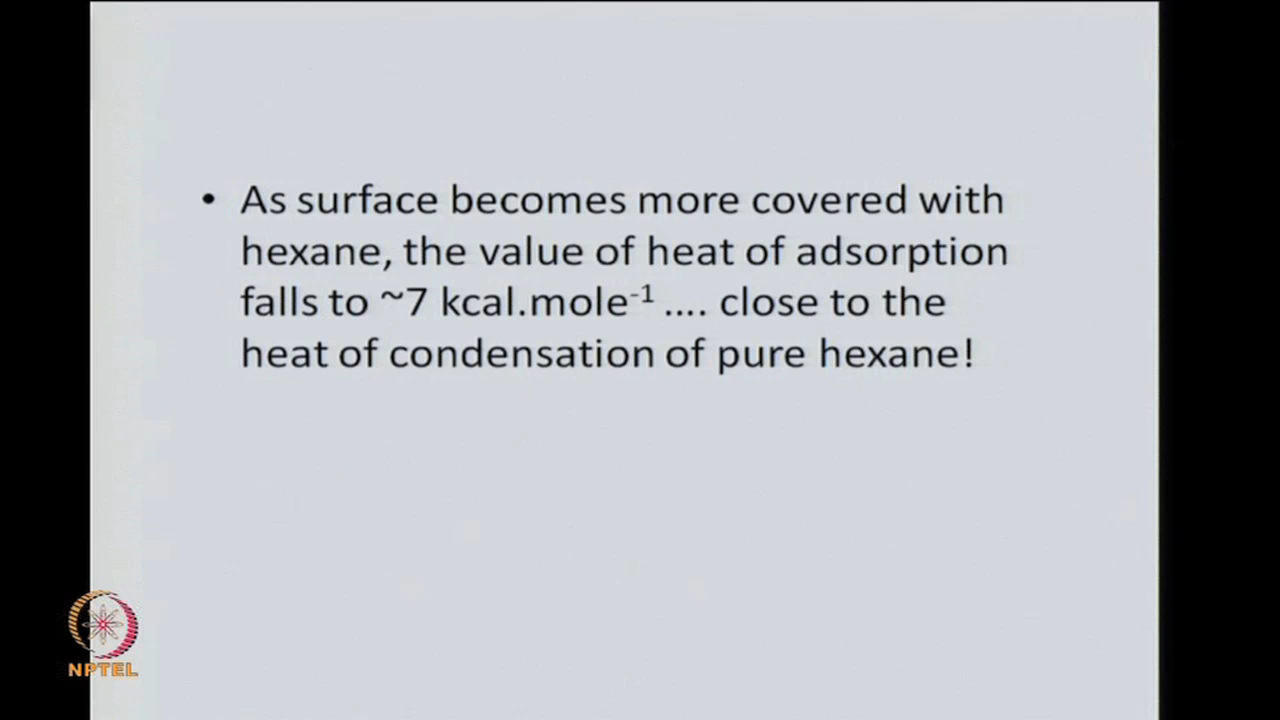 • As surface becomes more covered with
hexane, the value of heat of adsorption
falls to ~7 kcal.mole⁻¹ .... close to the
heat of condensation of pure hexane!
NPTEL